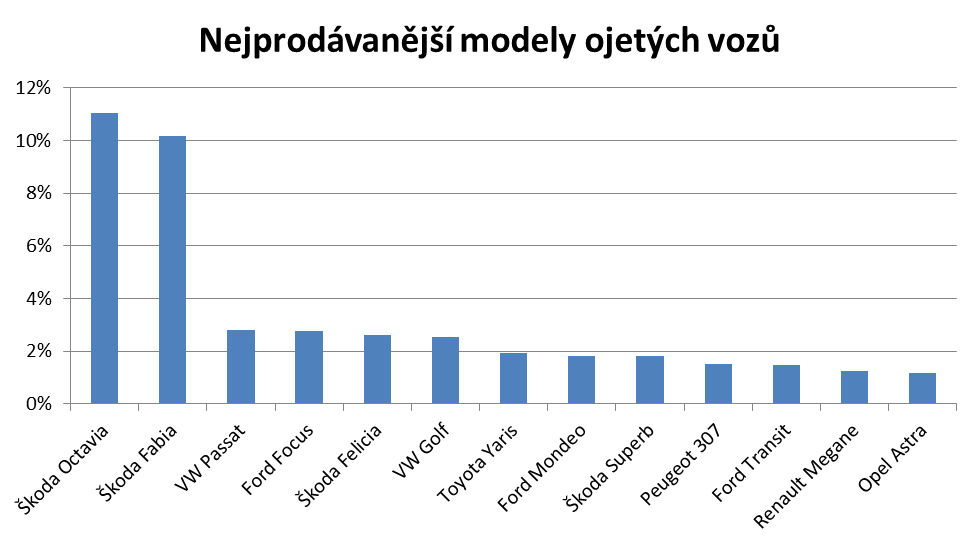 Nejprodávanější modely ojetých vozů
12%
10%
8%
6%
4%
2%
0%
Škoda Octavia
Škoda Fabia
VW Passat
Ford Focus
Škoda Felicia
VW Golf
Toyota Yaris
Ford Mondeo
Škoda Superb
Peugeot 307
Ford Transit
Renault Megane
Opel Astra